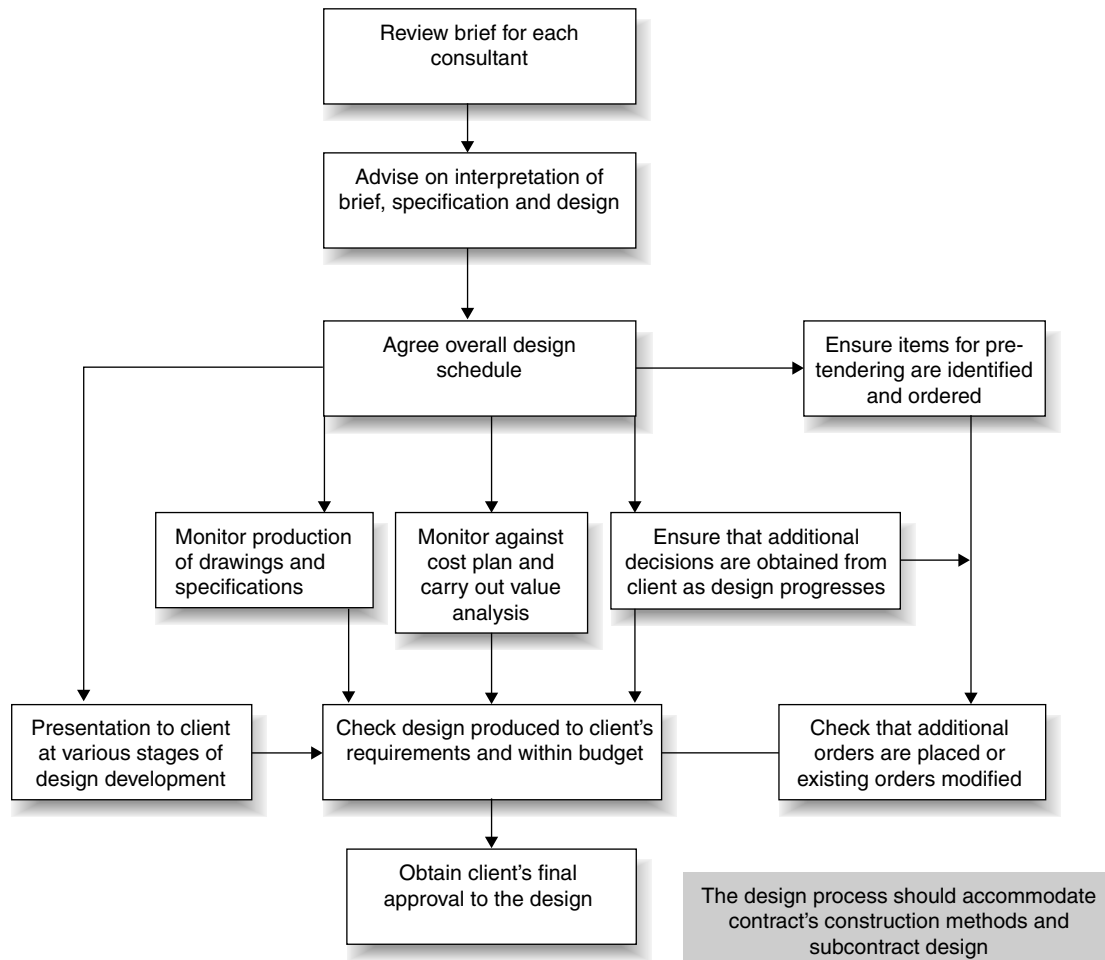 Review brief for each
consultant
Advise on interpretation of
brief, specification and design
Agree overall design
schedule
Ensure items for pre-
tendering are identified
and ordered
Monitor production
of drawings and
specifications
Monitor against
cost plan and
carry out value
analysis
Ensure that additional
decisions are obtained from
client as design progresses
Presentation to client
at various stages of
design development
Check design produced to client’s
requirements and within budget
Check that additional
orders are placed or
existing orders modified
Obtain client’s final
approval to the design
The design process should accommodate
contract’s construction methods and
subcontract design